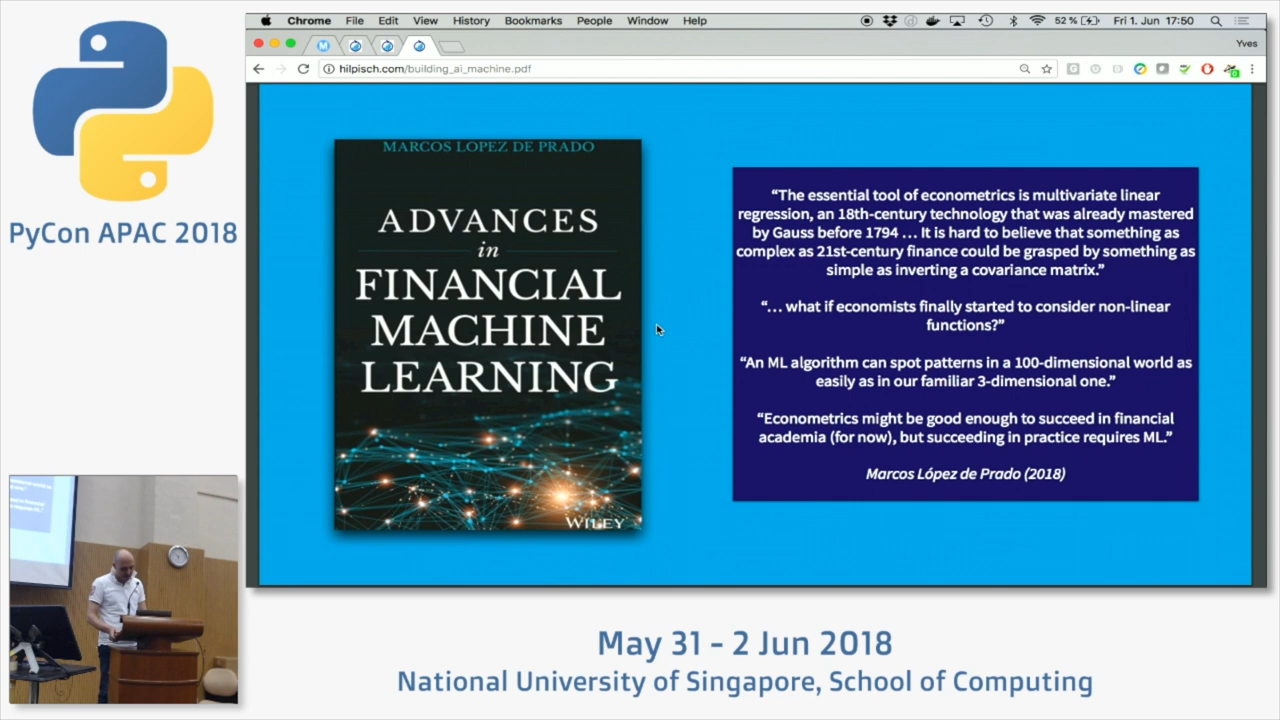 Chrome File Edit View History Bookmarks People Window Help 52 % Fri 1. Jun 17:50
Yves
hilpisch.com/building_ai_machine.pdf
PyCon APAC 2018
MARCOS LOPEZ DE PRADO
ADVANCES
in
FINANCIAL
MACHINE
LEARNING
WILEY
“The essential tool of econometrics is multivariate linear
regression, an 18th-century technology that was already mastered
by Gauss before 1794 … It is hard to believe that something as
complex as 21st-century finance could be grasped by something as
simple as inverting a covariance matrix.”
“… what if economists finally started to consider non-linear
functions?”
“An ML algorithm can spot patterns in a 100-dimensional world as
easily as in our familiar 3-dimensional one.”
“Econometrics might be good enough to succeed in financial
academia (for now), but succeeding in practice requires ML.”
Marcos López de Prado (2018)
May 31 - 2 Jun 2018
National University of Singapore, School of Computing